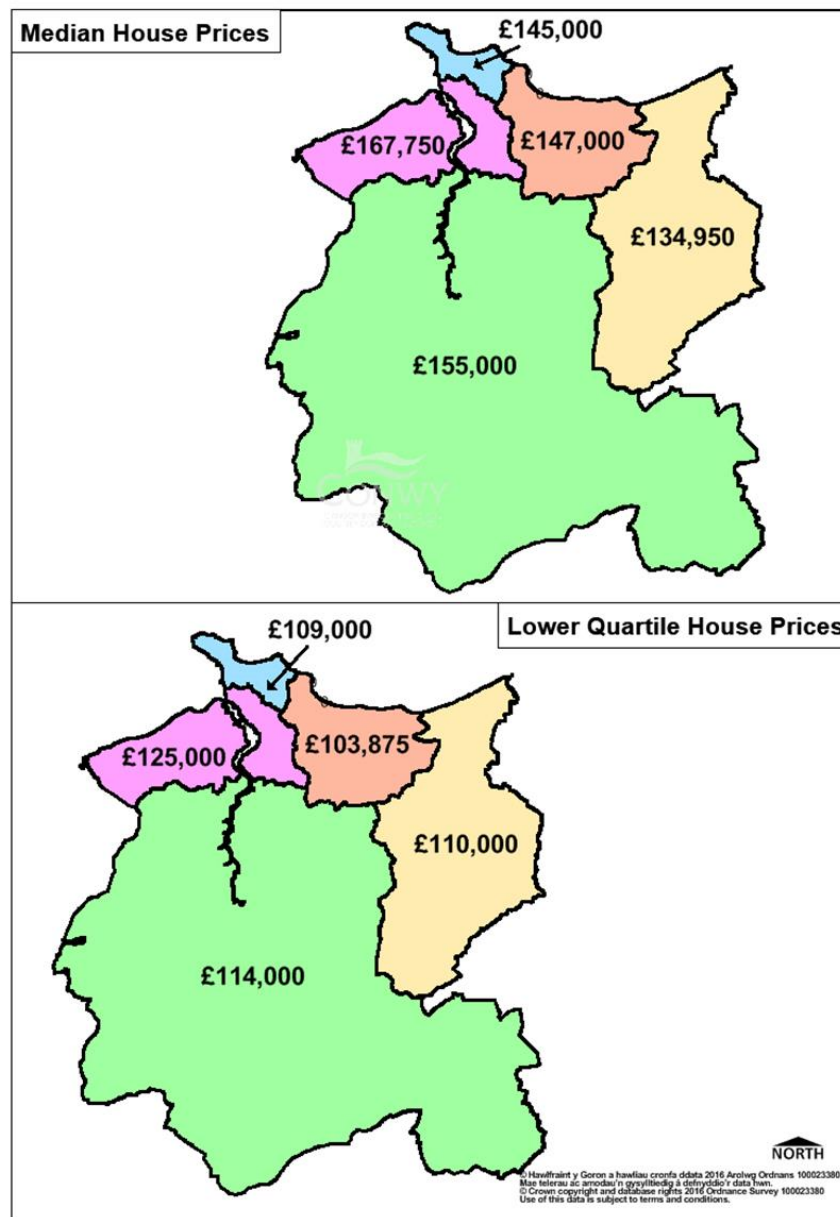 Median House Prices
£145,000
£167,750
£147,000
£134,950
£155,000
CONWY
Lower Quartile House Prices
£109,000
£125,000
£103,875
£110,000
£114,000
NORTH
© Hawlfraint y Goron a hawliau cronfa ddata 2016 Arolwg Ordnans 100023380
Mae telerau ac amodau'n gysylltiedig â defnyddio'r data hwn.
© Crown copyright and database rights 2016 Ordnance Survey 100023380
Use of this data is subject to terms and conditions.